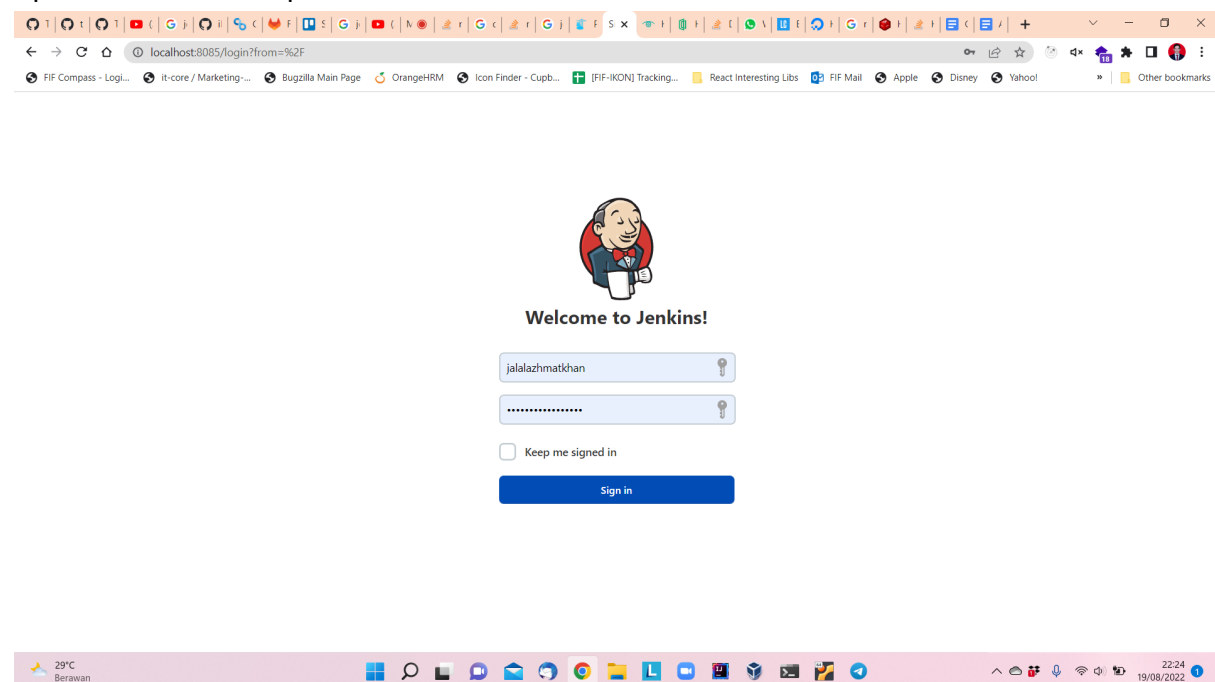 localhost:8085/login?from=%2F
FIF Compass - Logi... it-core / Marketing-... Bugzilla Main Page OrangeHRM Icon Finder - Cupb... [FIF-IKON] Tracking... React Interesting Libs FIF Mail Apple Disney Yahoo! » Other bookmarks
Welcome to Jenkins!
jalalazhmatkhan
Keep me signed in
Sign in
29°C
Berawan
22:24
19/08/2022